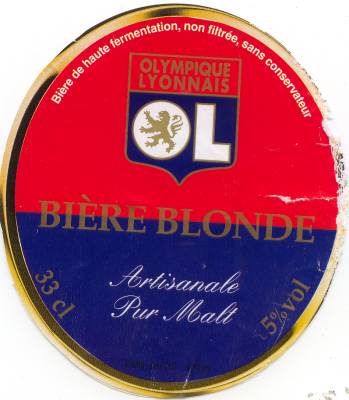 Bière de haute fermentation, non filtrée, sans conservateur
OLYMPIQUE
LYONNAIS
OL
BIÈRE BLONDE
Artisanale
Pur Malt
33 cl
5%vol